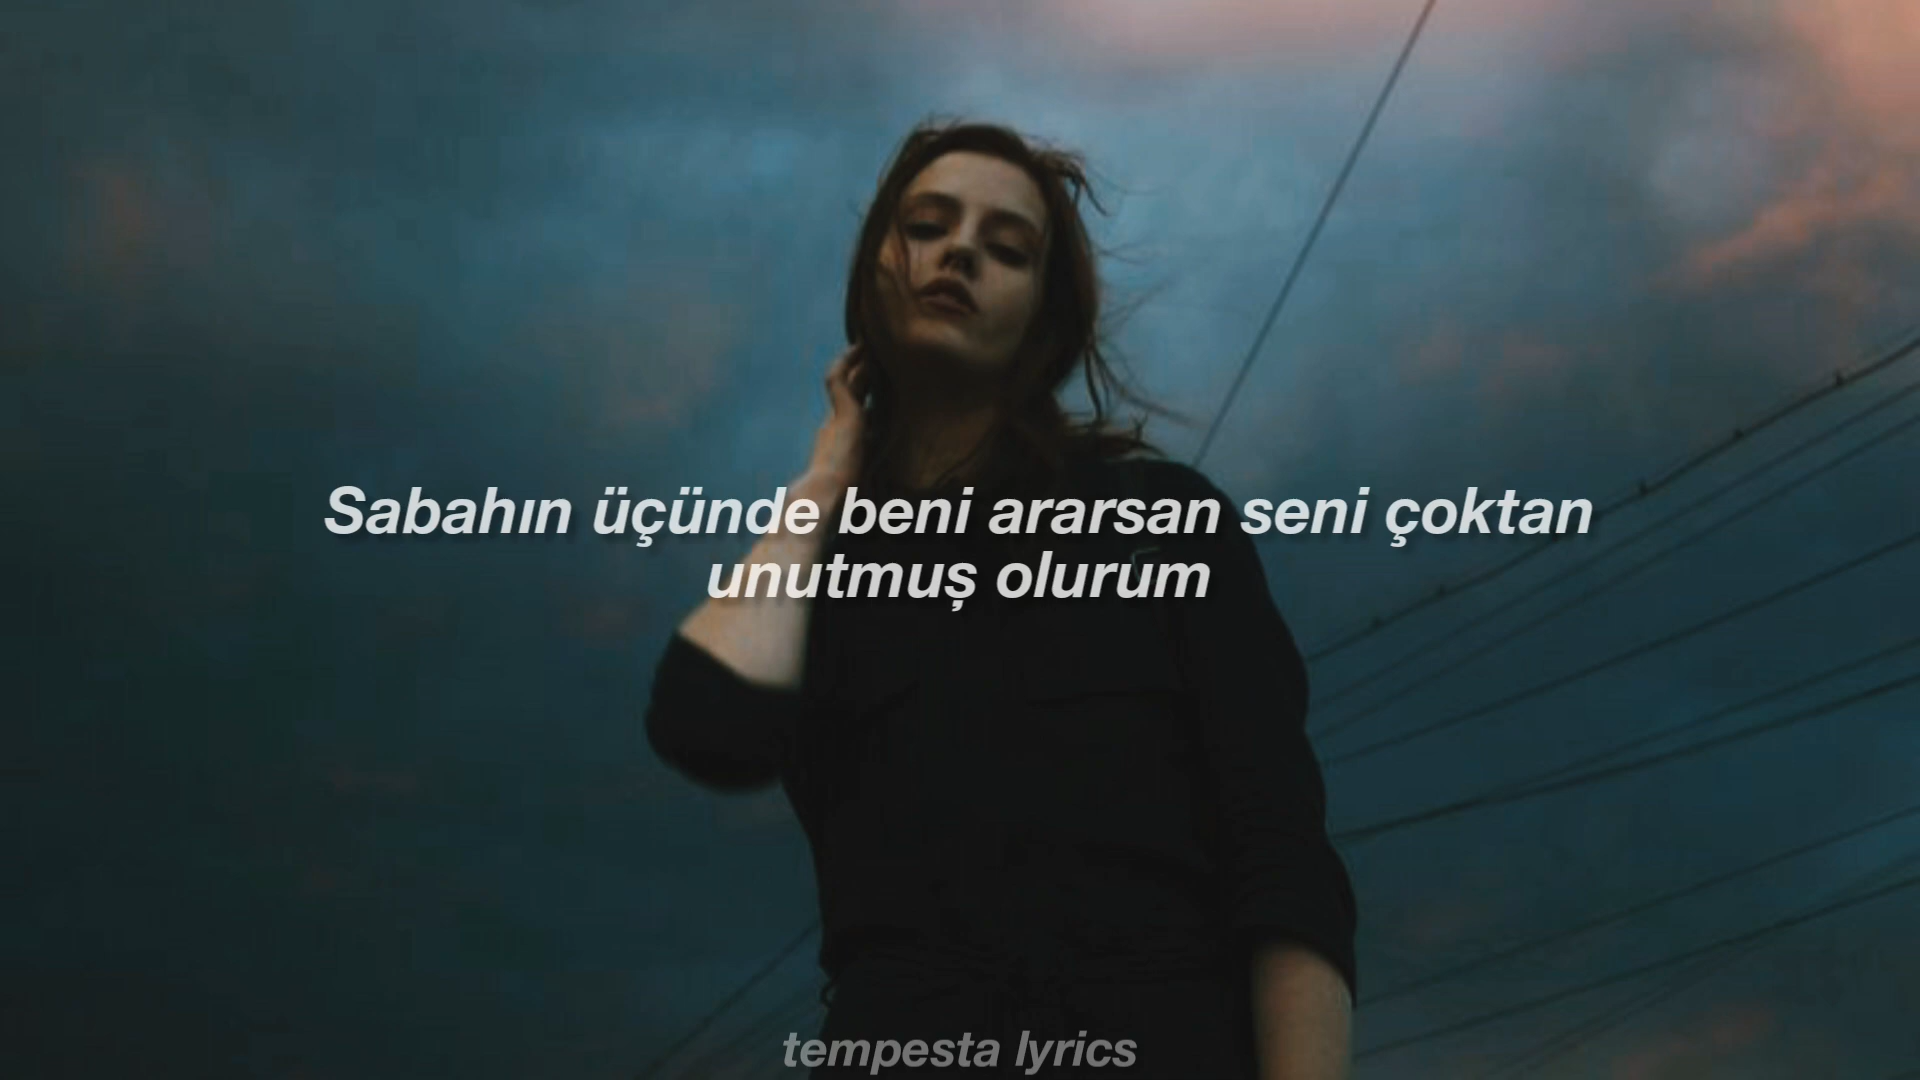 Sabahın üçünde beni ararsan seni çoktan
unutmuş olurum
tempesta lyrics